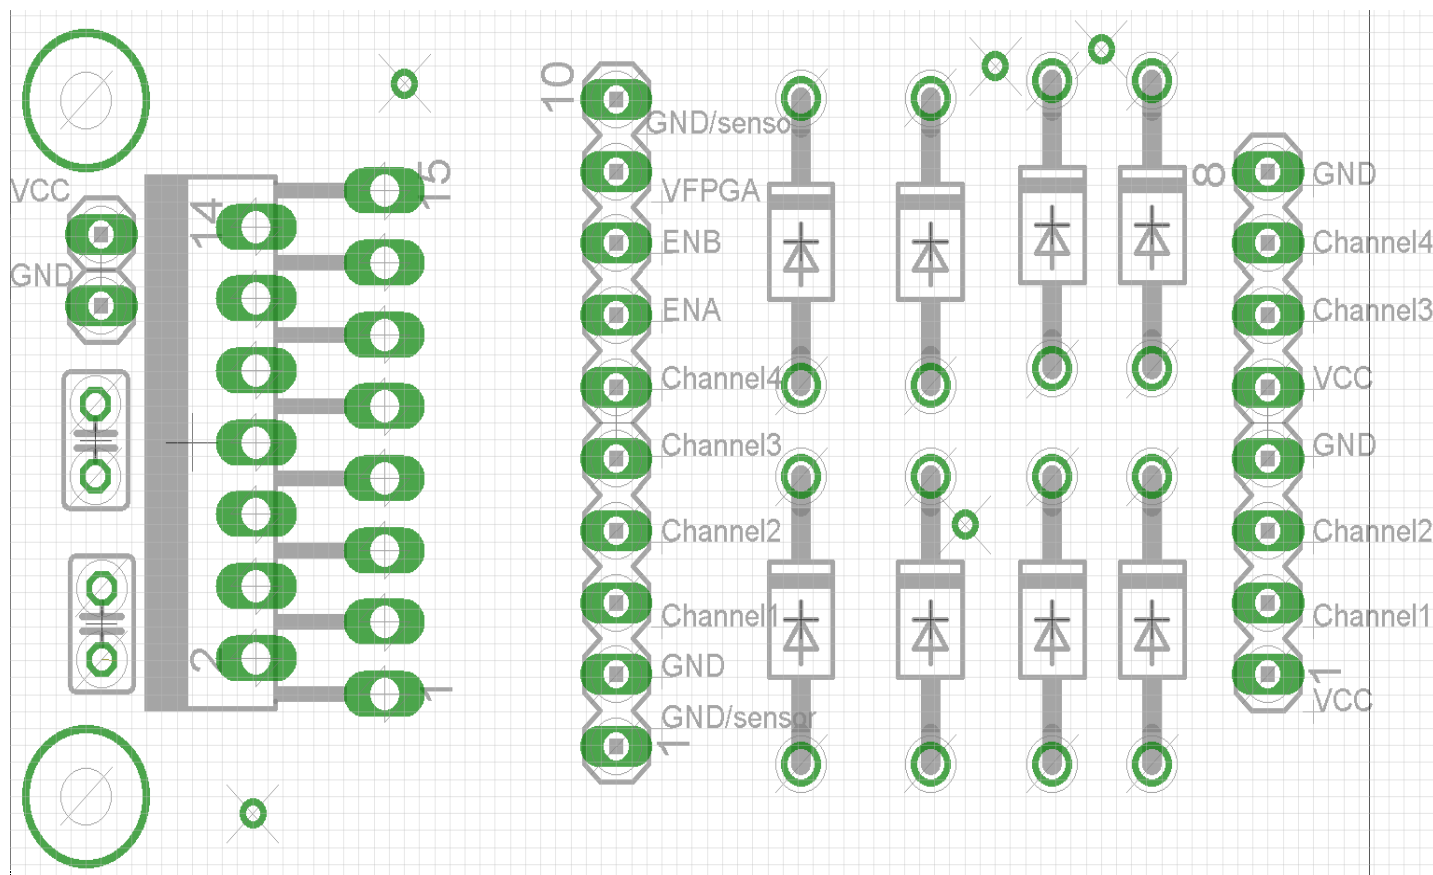 VCC
GND
14
15
2
1
10
GND/senso
VFPGA
ENB
ENA
Channel4
Channel3
Channel2
Channel1
GND
GND/sensor
1
8
GND
Channel4
Channel3
VCC
GND
Channel2
Channel1
1
VCC